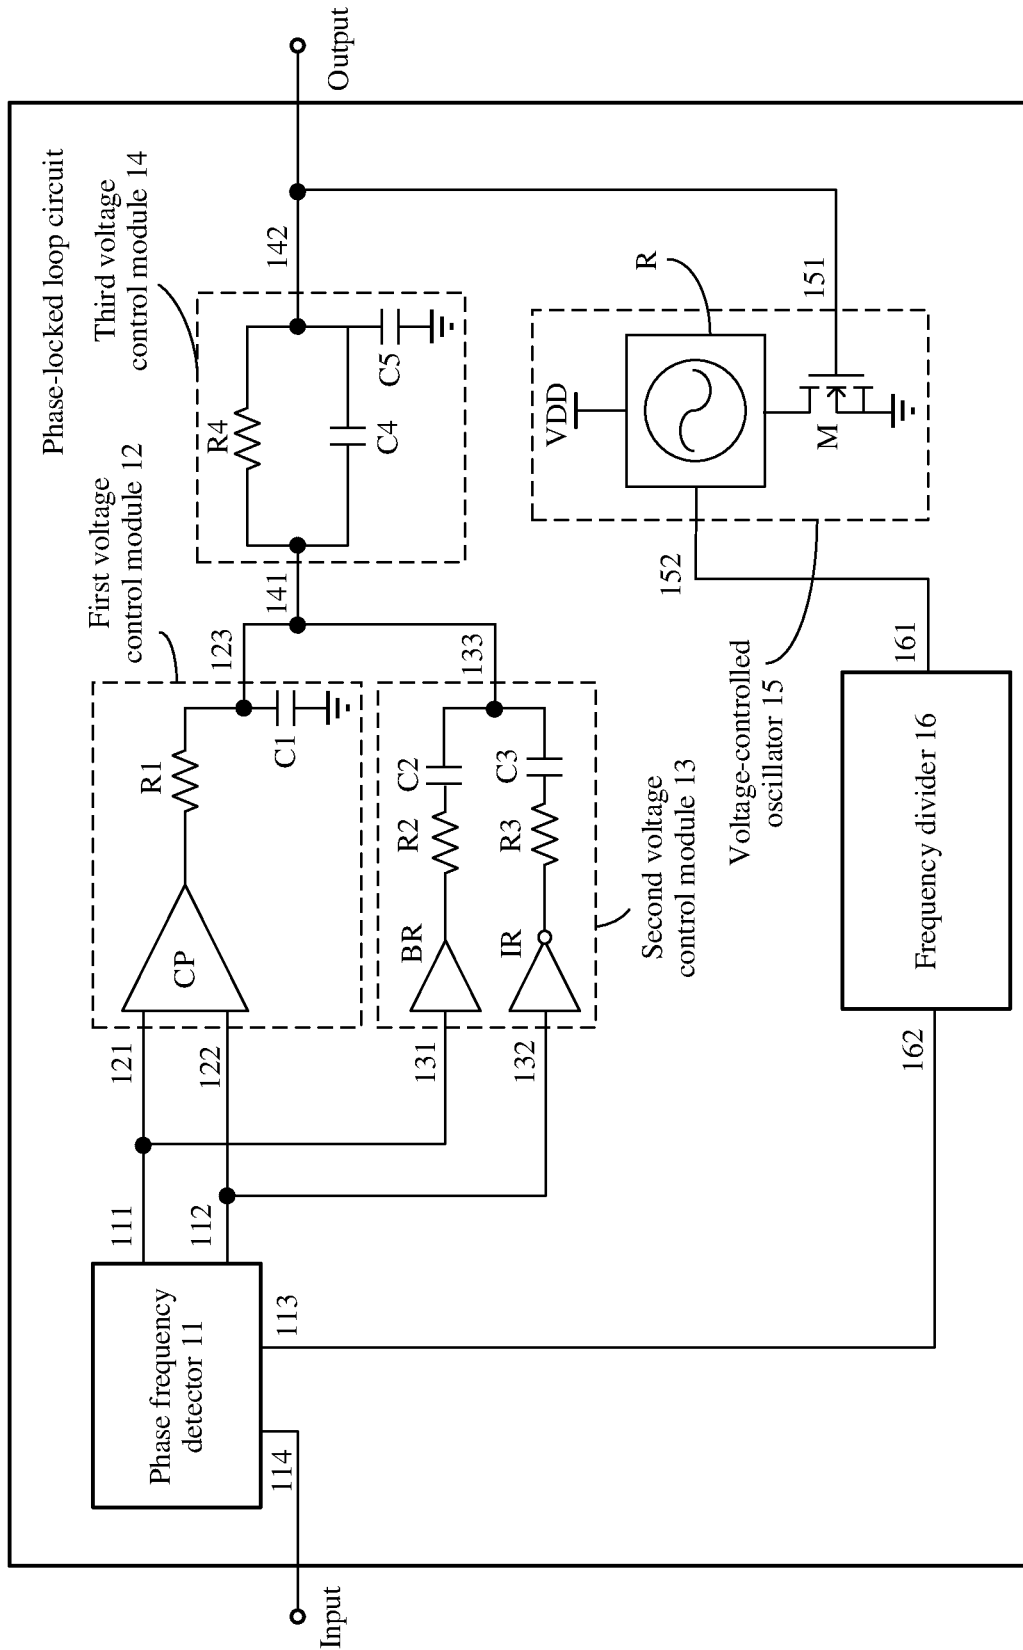 Phase-locked loop circuit
Input
Output
Phase frequency
detector 11
111
112
113
114
First voltage
control module 12
121
122
123
CP
R1
C1
131
132
133
BR
IR
R2
C2
R3
C3
Second voltage
control module 13
Third voltage
control module 14
141
142
R4
C4
C5
VDD
R
M
151
152
Voltage-controlled
oscillator 15
161
162
Frequency divider 16